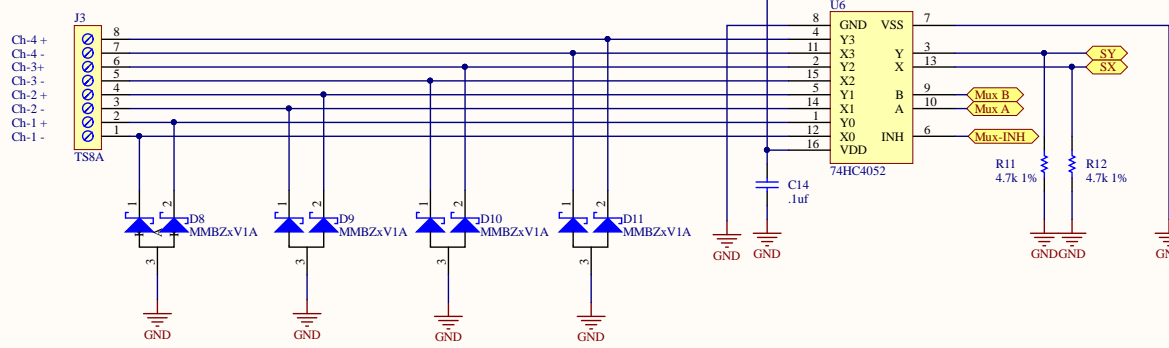 J3
U6
Ch-4 + 8
Ch-4 - 7
Ch-3+ 6
Ch-3 - 5
Ch-2 + 4
Ch-2 - 3
Ch-1 + 2
Ch-1 - 1
TS8A
8 GND VSS 7
4 Y3
11 X3 Y 3 SY
2 Y2 X 13 SX
15 X2
5 Y1 B 9 Mux B
14 X1 A 10 Mux A
1 Y0
12 X0 INH 6 Mux-INH
16 VDD
74HC4052
R11
4.7k 1%
R12
4.7k 1%
C14
.1uf
1 2 D8
A MMBZxV1A
3
GND
1 2 D9
MMBZxV1A
3
GND
1 2 D10
MMBZxV1A
3
GND
1 2 D11
MMBZxV1A
3
GND
GND
GND
GND GND